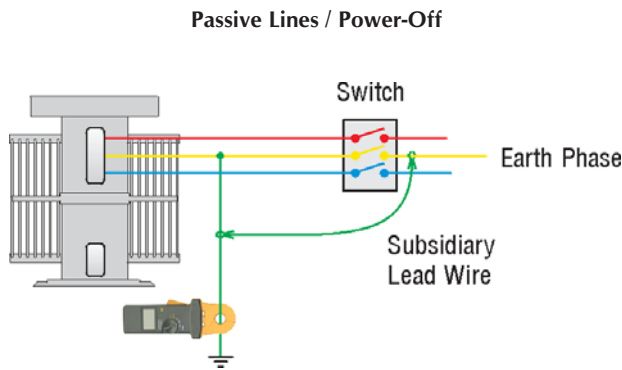 Passive Lines / Power-Off
Switch
Earth Phase
Subsidiary
Lead Wire